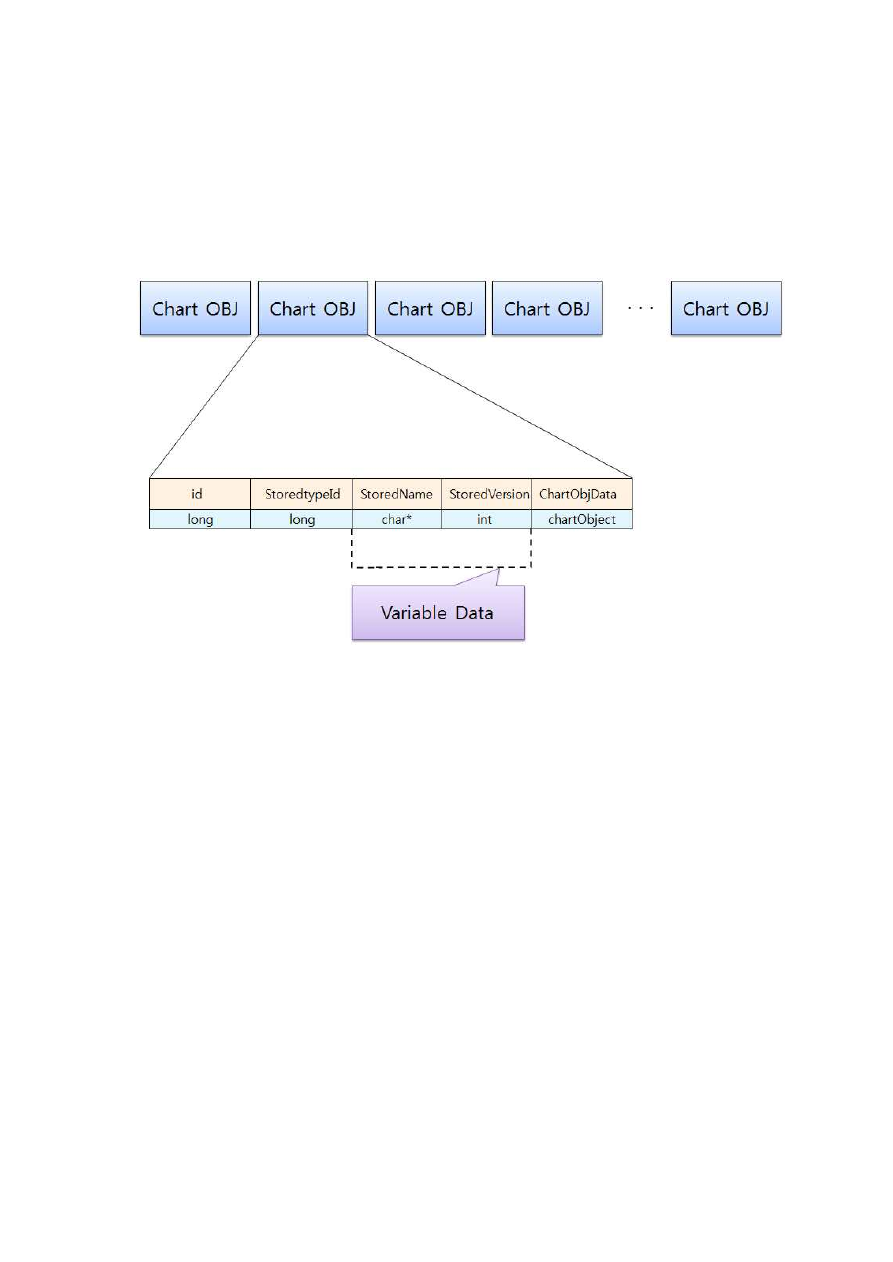 Chart OBJ Chart OBJ Chart OBJ Chart OBJ · · · Chart OBJ
id StoredtypeId StoredName StoredVersion ChartObjData
long long char* int chartObject
Variable Data